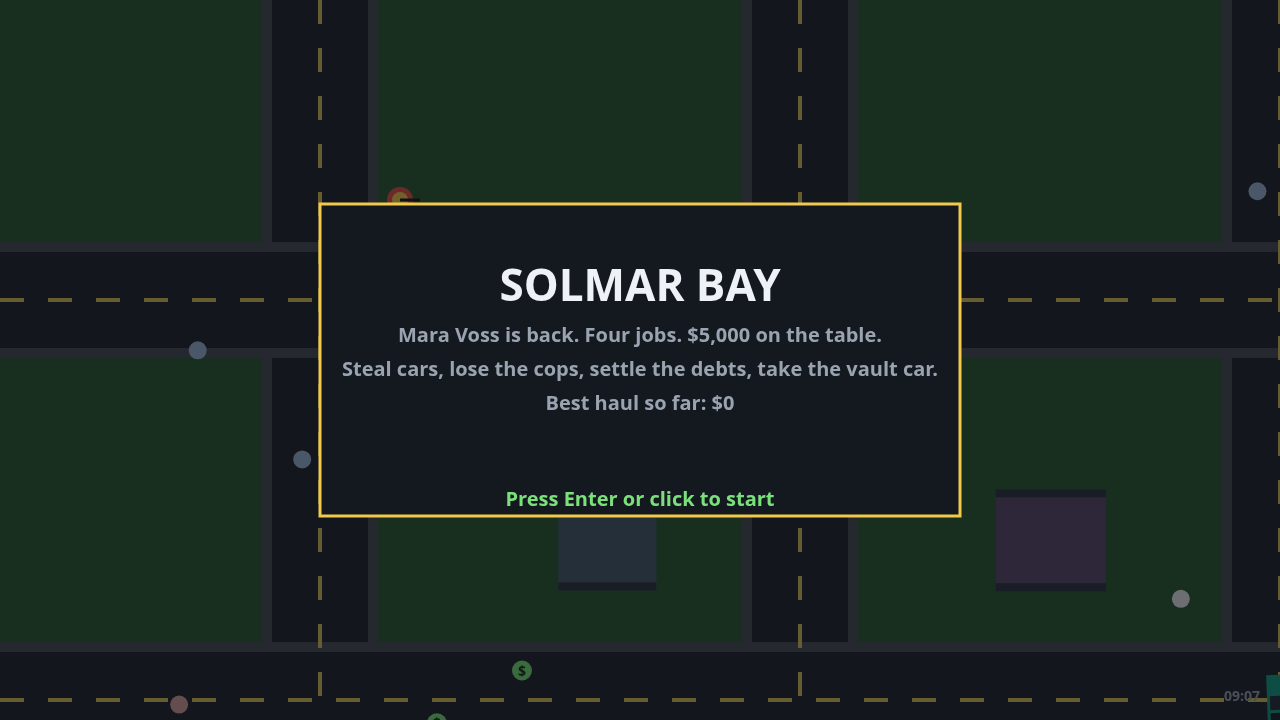 SOLMAR BAY
Mara Voss is back. Four jobs. $5,000 on the table.
Steal cars, lose the cops, settle the debts, take the vault car.
Best haul so far: $0
Press Enter or click to start
$
09:07